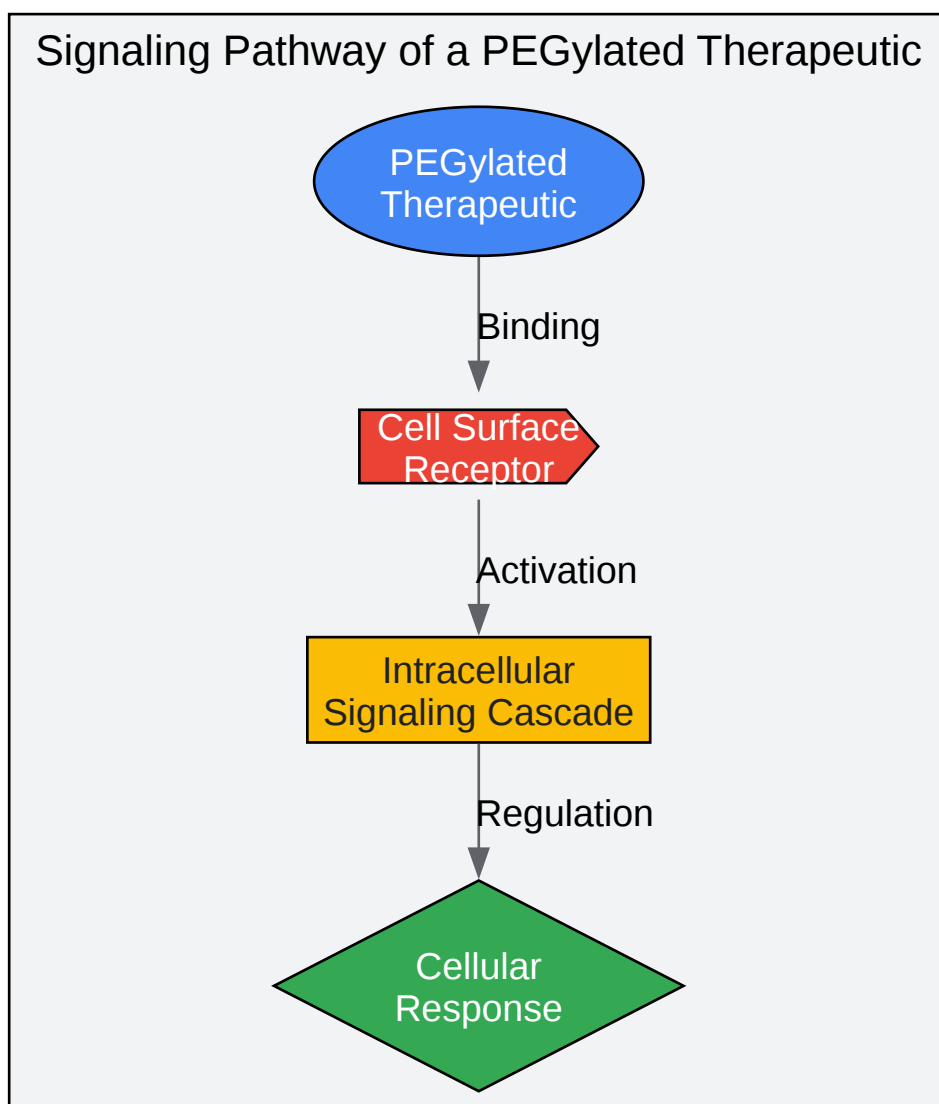 Signaling Pathway of a PEGylated Therapeutic
PEGylated
Therapeutic
Binding
Cell Surface
Receptor
Activation
Intracellular
Signaling Cascade
Regulation
Cellular
Response